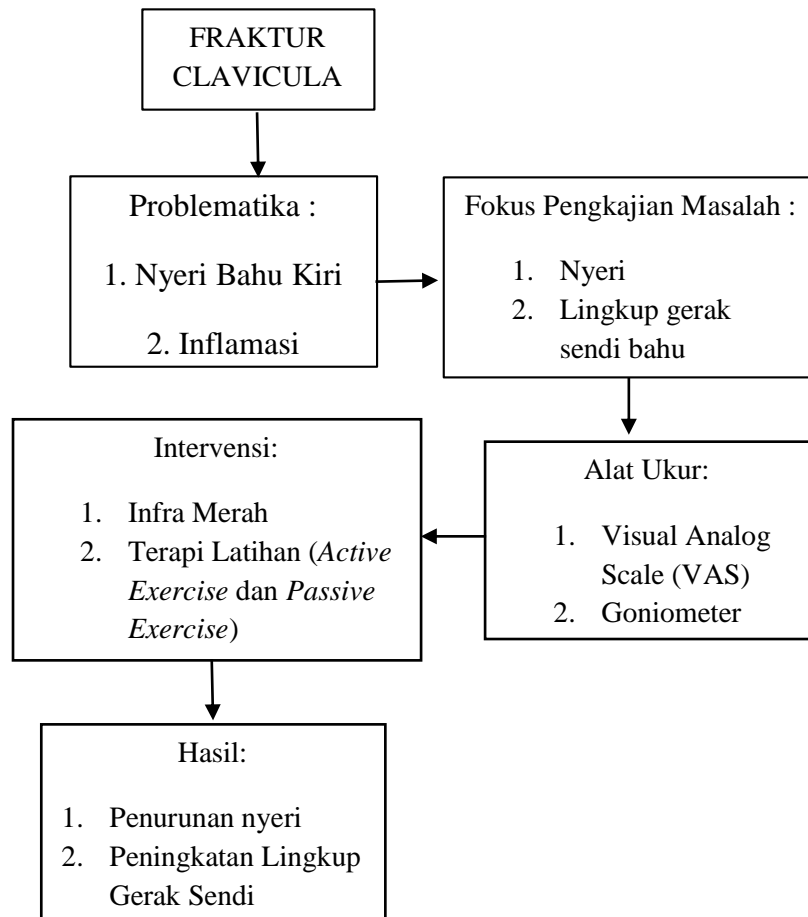 FRAKTUR
CLAVICULA
Problematika :
1. Nyeri Bahu Kiri
2. Inflamasi
Fokus Pengkajian Masalah :
1. Nyeri
2. Lingkup gerak
sendi bahu
Alat Ukur:
1. Visual Analog
Scale (VAS)
2. Goniometer
Intervensi:
1. Infra Merah
2. Terapi Latihan (Active
Exercise dan Passive
Exercise)
Hasil:
1. Penurunan nyeri
2. Peningkatan Lingkup
Gerak Sendi